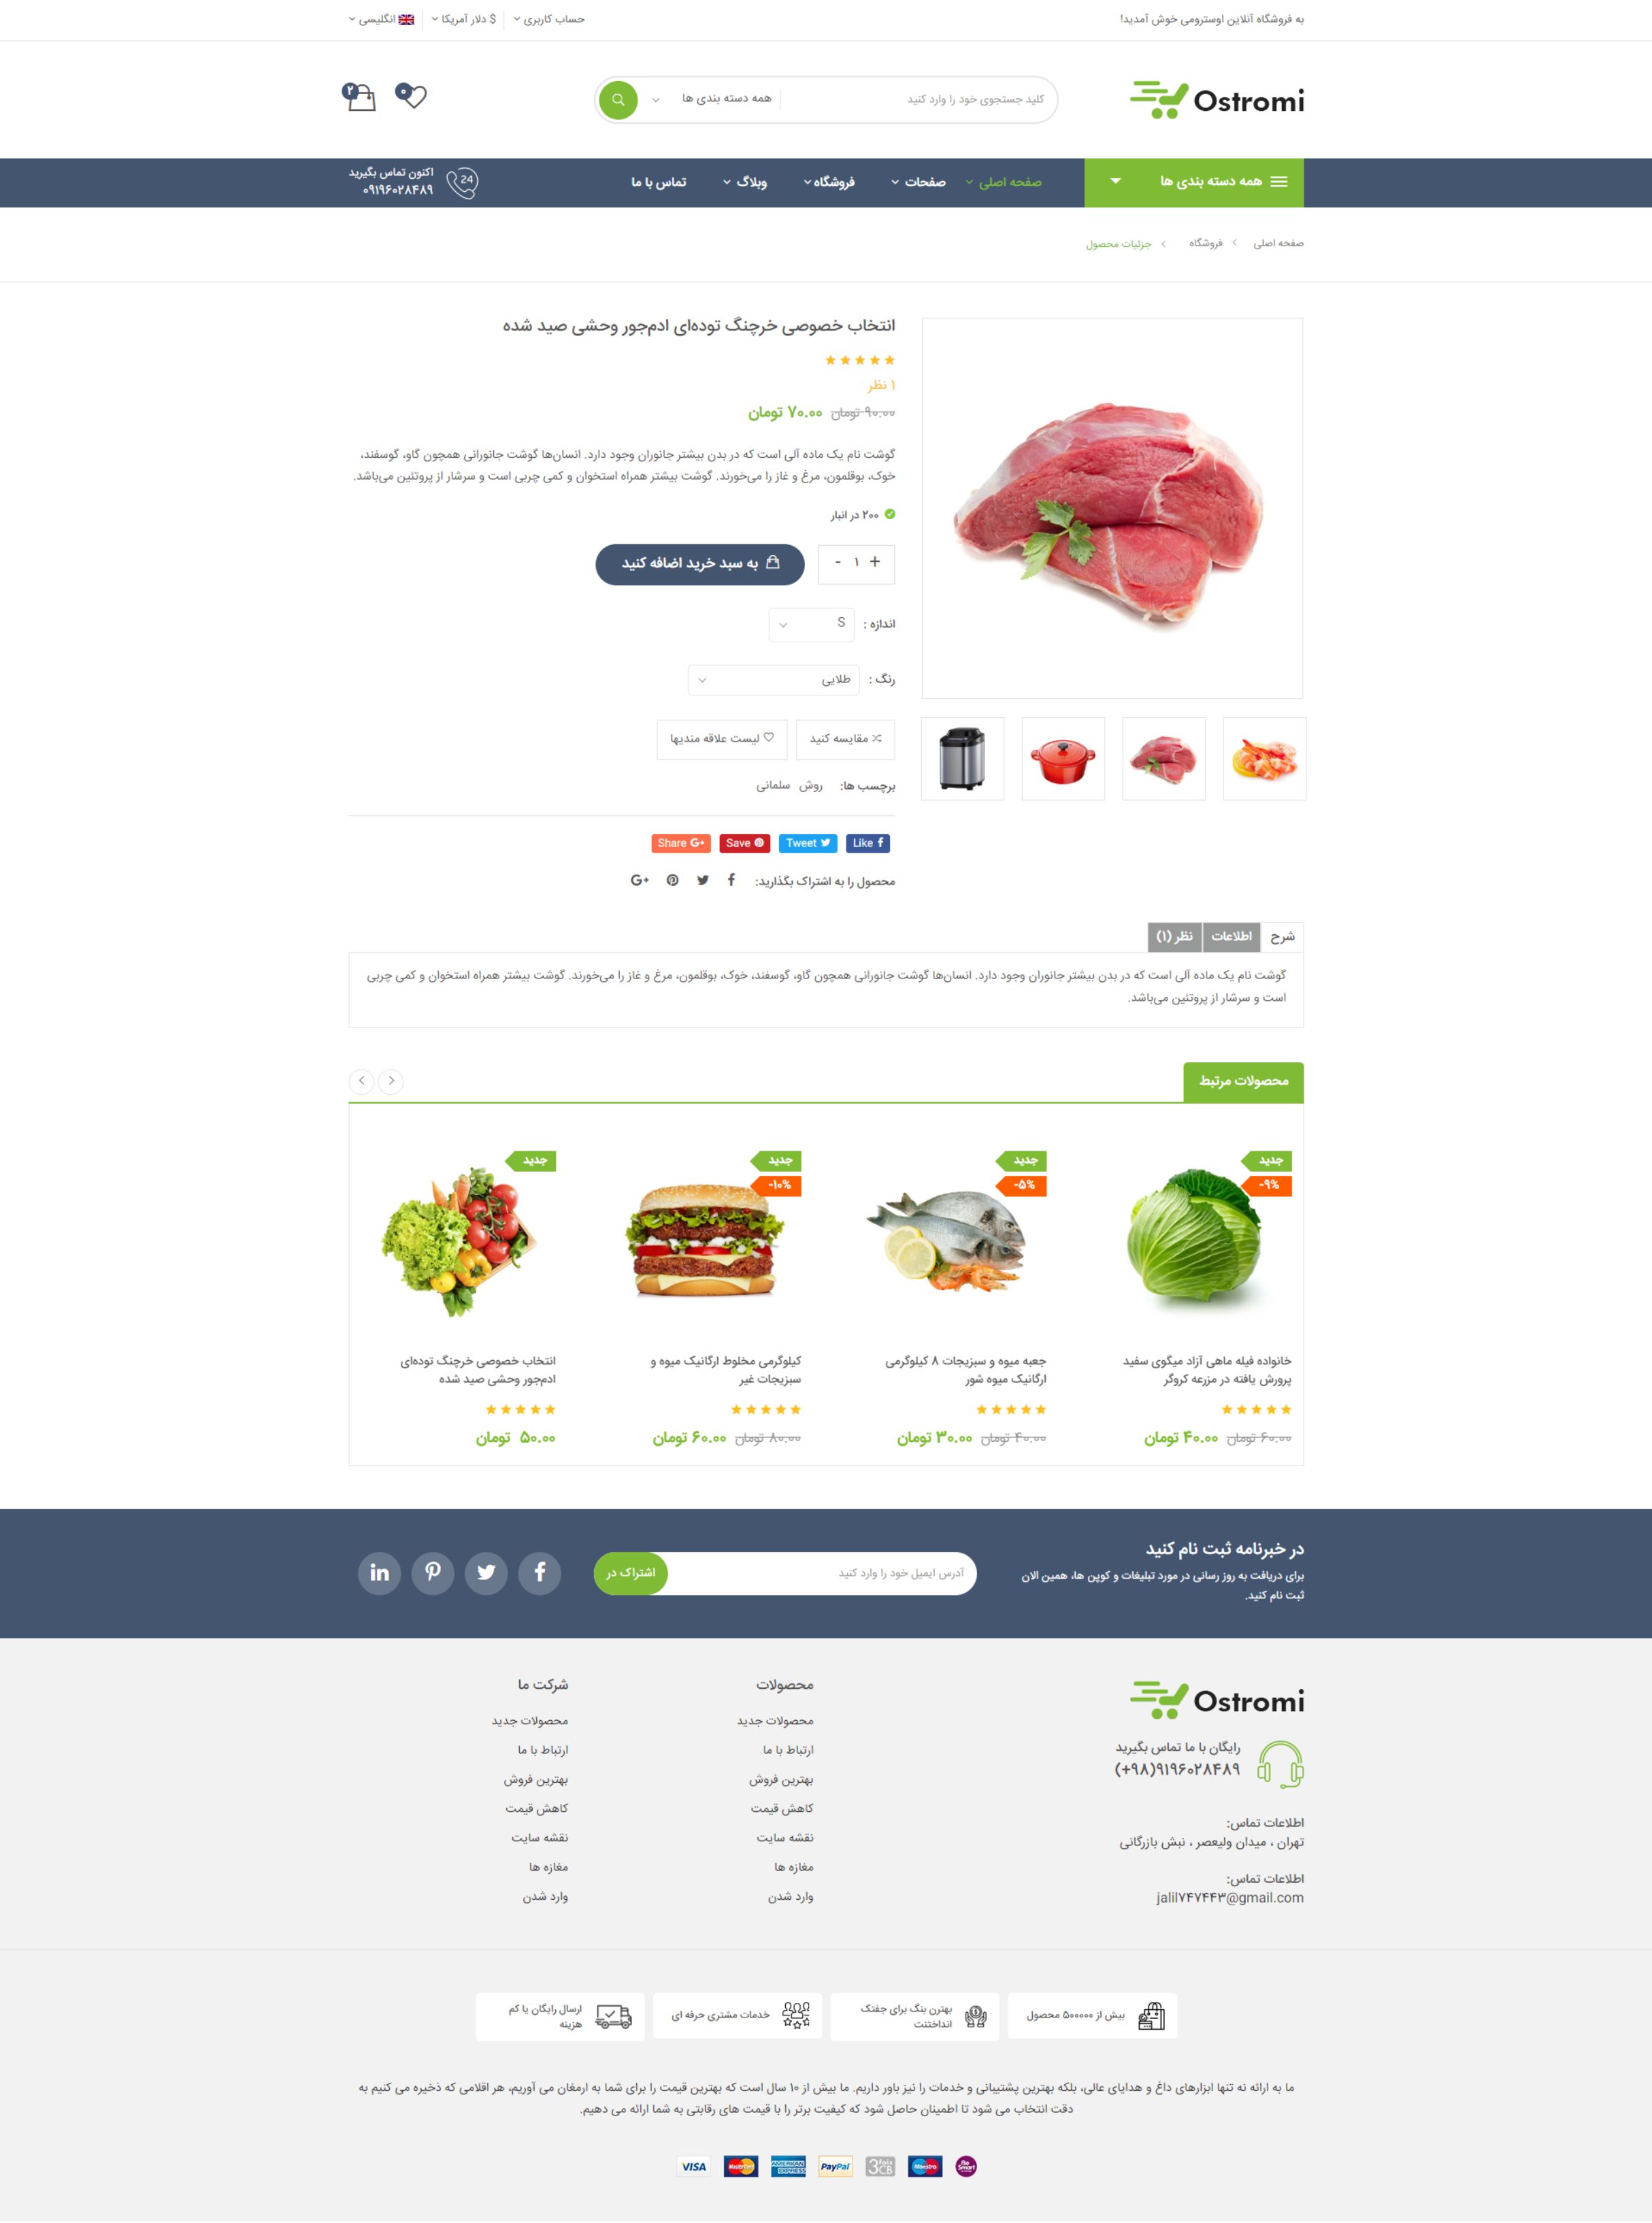 به فروشگاه آنلاین اوسترومی خوش آمدید!
حساب کاربری
$ دلار آمریکا
انگلیسی
Ostromi
کلید جستجوی خود را وارد کنید
همه دسته بندی ها
۰
۲
همه دسته بندی ها
صفحه اصلی
صفحات
فروشگاه
وبلاگ
تماس با ما
24
اکنون تماس بگیرید
۰۹۱۹۶۰۲۸۴۸۹
صفحه اصلی > فروشگاه > جزئیات محصول
انتخاب خصوصی خرچنگ توده‌ای ادم‌جور وحشی صید شده
۱ نظر
۹۰.۰۰ تومان ۷۰.۰۰ تومان
گوشت نام یک ماده آلی است که در بدن بیشتر جانوران وجود دارد. انسان‌ها گوشت جانورانی همچون گاو، گوسفند،
خوک، بوقلمون، مرغ و غاز را می‌خورند. گوشت بیشتر همراه استخوان و کمی چربی است و سرشار از پروتئین می‌باشد.
۲۰۰ در انبار
+ ۱ -
به سبد خرید اضافه کنید
اندازه :
S
رنگ :
طلایی
مقایسه کنید
لیست علاقه مندیها
برچسب ها: روش سلمانی
Like
Tweet
Save
Share G+
محصول را به اشتراک بگذارید:
G+
شرح
اطلاعات
نظر (۱)
گوشت نام یک ماده آلی است که در بدن بیشتر جانوران وجود دارد. انسان‌ها گوشت جانورانی همچون گاو، گوسفند، خوک، بوقلمون، مرغ و غاز را می‌خورند. گوشت بیشتر همراه استخوان و کمی چربی
است و سرشار از پروتئین می‌باشد.
محصولات مرتبط
جدید
-۹%
خانواده فیله ماهی آزاد میگوی سفید
پرورش یافته در مزرعه کروگر
۶۰.۰۰ تومان ۴۰.۰۰ تومان
جدید
-۵%
جعبه میوه و سبزیجات ۸ کیلوگرمی
ارگانیک میوه شور
۴۰.۰۰ تومان ۳۰.۰۰ تومان
جدید
-۱۰%
کیلوگرمی مخلوط ارگانیک میوه و
سبزیجات غیر
۸۰.۰۰ تومان ۶۰.۰۰ تومان
جدید
انتخاب خصوصی خرچنگ توده‌ای
ادم‌جور وحشی صید شده
۵۰.۰۰ تومان
در خبرنامه ثبت نام کنید
برای دریافت به روز رسانی در مورد تبلیغات و کوپن ها، همین الان
ثبت نام کنید.
آدرس ایمیل خود را وارد کنید
اشتراک در
in
Ostromi
رایگان با ما تماس بگیرید
(+۹۸)۹۱۹۶۰۲۸۴۸۹
اطلاعات تماس:
تهران ، میدان ولیعصر ، نبش بازرگانی
اطلاعات تماس:
jalil۷۴۷۴۴۳@gmail.com
محصولات
محصولات جدید
ارتباط با ما
بهترین فروش
کاهش قیمت
نقشه سایت
مغازه ها
وارد شدن
شرکت ما
محصولات جدید
ارتباط با ما
بهترین فروش
کاهش قیمت
نقشه سایت
مغازه ها
وارد شدن
بیش از ۵۰۰۰۰۰ محصول
بهترن بنگ برای جفتک
انداختنت
خدمات مشتری حرفه ای
ارسال رایگان یا کم
هزینه
ما به ارائه نه تنها ابزارهای داغ و هدایای عالی، بلکه بهترین پشتیبانی و خدمات را نیز باور داریم. ما بیش از ۱۰ سال است که بهترین قیمت را برای شما به ارمغان می آوریم، هر اقلامی که ذخیره می کنیم به
دقت انتخاب می شود تا اطمینان حاصل شود که کیفیت برتر را با قیمت های رقابتی به شما ارائه می دهیم.
VISA
MasterCard
AMERICAN EXPRESS
PayPal
3 fois CB
Maestro
Be Smart